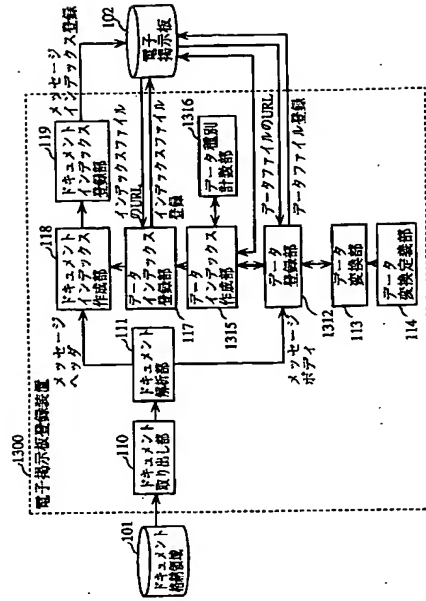 1300
電子掲示板登録装置
101
ドキュメント
格納領域
110
ドキュメント
取り出し部
111
ドキュメント
解析部
メッセージ
ヘッダ
メッセージ
ボディ
118
ドキュメント
インデックス
作成部
119
ドキュメント
インデックス
登録部
メッセージ
インデックス登録
102
電子
掲示板
117
データ
インデックス
登録部
インデックスファイル
のURL
インデックスファイル
登録
1315
データ
インデックス
作成部
1316
データ種別
計数部
1312
データ
登録部
データファイルのURL
データファイル登録
113
データ
変換部
114
データ
変換定義部